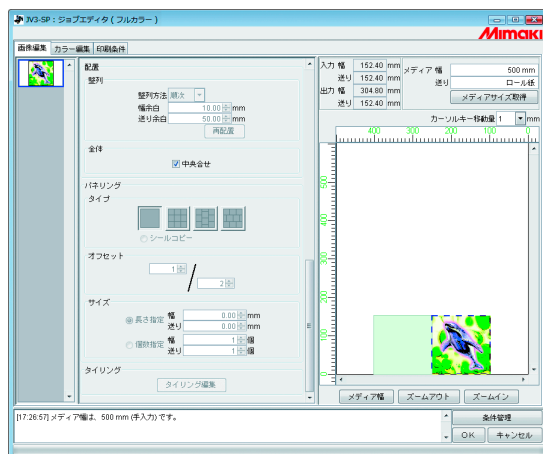 JV3-SP：ジョブエディタ ( フルカラー )
Mimaki
画像編集 カラー編集 印刷条件
配置
整列
整列方法 順次
幅余白 10.00 mm
送り余白 50.00 mm
再配置
全体
中央合せ
パネリング
タイプ
シールコピー
オフセット
1
/
2
サイズ
長さ指定 幅 0.00 mm
送り 0.00 mm
個数指定 幅 1 個
送り 1 個
タイリング
タイリング編集
入力 幅 152.40 mm
送り 152.40 mm
出力 幅 304.80 mm
送り 152.40 mm
メディア 幅 500 mm
送り ロール紙
メディアサイズ取得
カーソルキー移動量 1 mm
400 300 200 100 0
500
400
300
200
100
0
メディア幅 ズームアウト ズームイン
[17:26:57] メディア幅は、500 mm (手入力) です。
条件管理
OK キャンセル